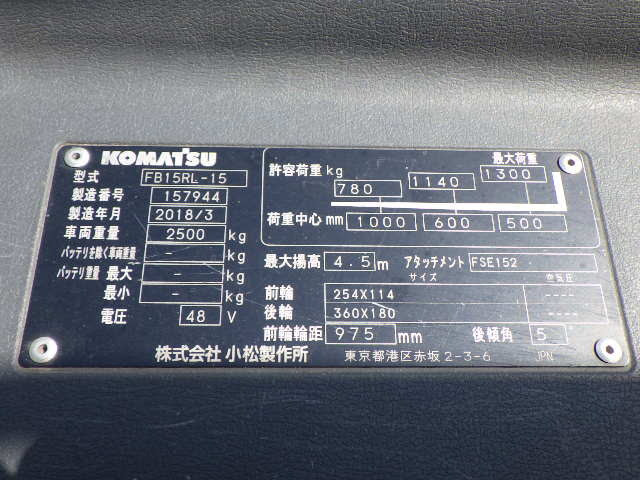 KOMATSU
型式 FB15RL-15
製造番号 157944
製造年月 2018/3
車両重量 2500 kg
バッテリを除く車両重量 - kg
バッテリ重量 最大 - kg
最小 - kg
電圧 48 V
許容荷重 kg 780 1140 最大荷重 1300
荷重中心 mm 1000 600 500
最大揚高 4.5 m アタッチメント FSE152
サイズ 空気圧
前輪 254X114 ----
後輪 360X180 ----
前輪輪距 975 mm 後傾角 5°
株式会社 小松製作所 東京都港区赤坂 2-3-6 JPN